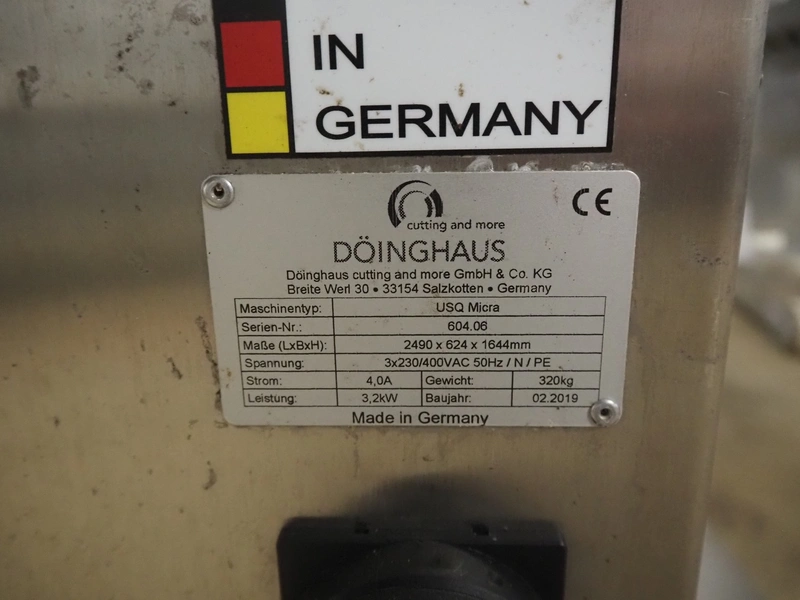 IN
GERMANY
cutting and more
CE
DÖINGHAUS
Döinghaus cutting and more GmbH & Co. KG
Breite Werl 30 • 33154 Salzkotten • Germany
Maschinentyp: USQ Micra
Serien-Nr.: 604.06
Maße (LxBxH): 2490 x 624 x 1644mm
Spannung: 3x230/400VAC 50Hz / N / PE
Strom: 4,0A Gewicht: 320kg
Leistung: 3,2kW Baujahr: 02.2019
Made in Germany